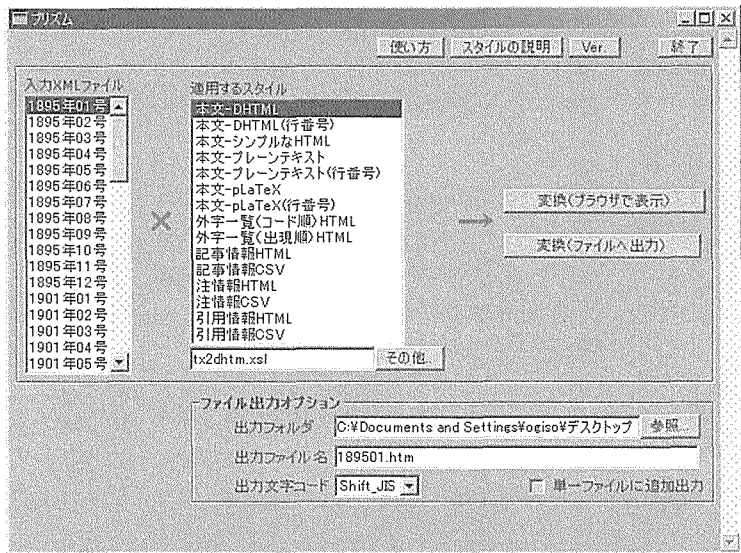 プリズム
使い方 スタイルの説明 Ver. 終了
入力XMLファイル
1895年01号
1895年02号
1895年03号
1895年04号
1895年05号
1895年06号
1895年07号
1895年08号
1895年09号
1895年10号
1895年11号
1895年12号
1901年01号
1901年02号
1901年03号
1901年04号
1901年05号
×
適用するスタイル
本文-DHTML
本文-DHTML(行番号)
本文-シンプルなHTML
本文-プレーンテキスト
本文-プレーンテキスト(行番号)
本文-pLaTeX
本文-pLaTeX(行番号)
外字一覧(コード順)HTML
外字一覧(出現順)HTML
記事情報HTML
記事情報CSV
注情報HTML
注情報CSV
引用情報HTML
引用情報CSV
tx2dhtm.xsl その他..
→
変換(ブラウザで表示)
変換(ファイルへ出力)
ファイル出力オプション
出力フォルダ C:¥Documents and Settings¥ogiso¥デスクトップ 参照...
出力ファイル名 189501.htm
出力文字コード Shift_JIS 単一ファイルに追加出力